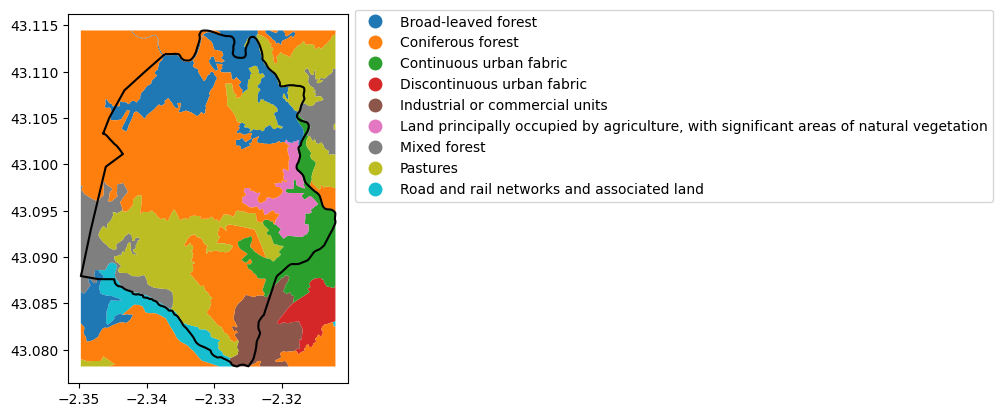 43.115
43.110
43.105
43.100
43.095
43.090
43.085
43.080
−2.35
−2.34
−2.33
−2.32
Broad-leaved forest
Coniferous forest
Continuous urban fabric
Discontinuous urban fabric
Industrial or commercial units
Land principally occupied by agriculture, with significant areas of natural vegetation
Mixed forest
Pastures
Road and rail networks and associated land